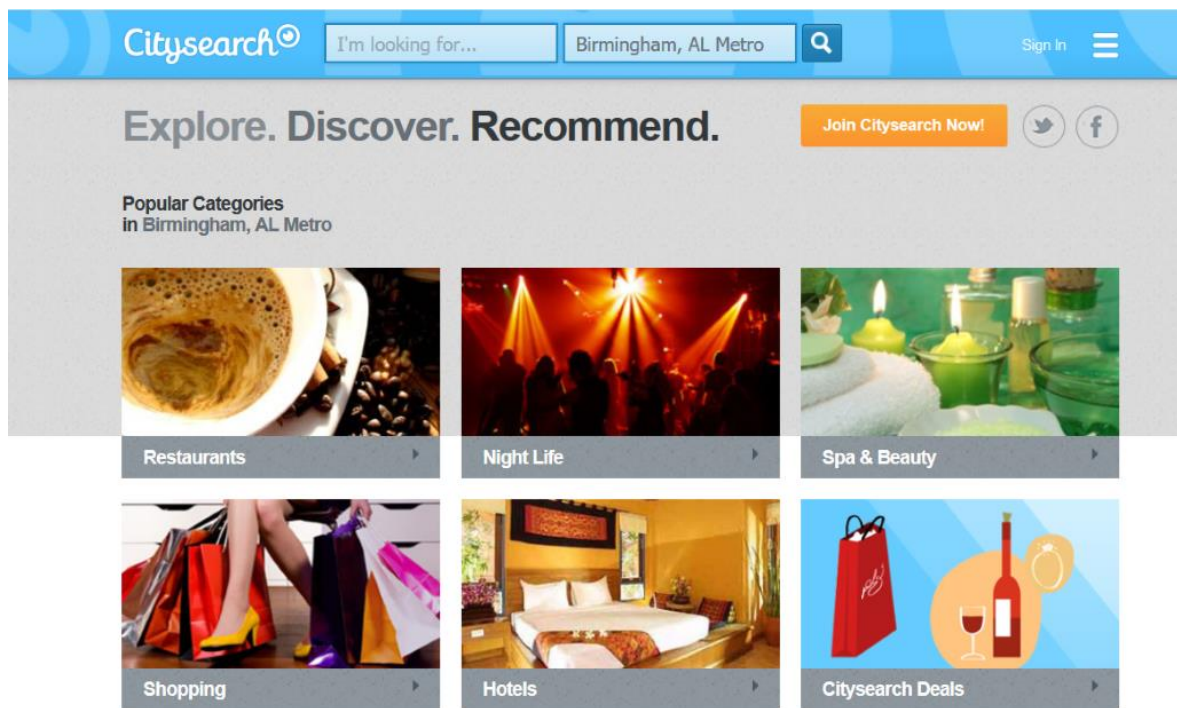 Citysearch
I'm looking for...
Birmingham, AL Metro
Sign In
Explore. Discover. Recommend.
Join Citysearch Now!
Popular Categories
in Birmingham, AL Metro
Restaurants
Night Life
Spa & Beauty
Shopping
Hotels
Citysearch Deals